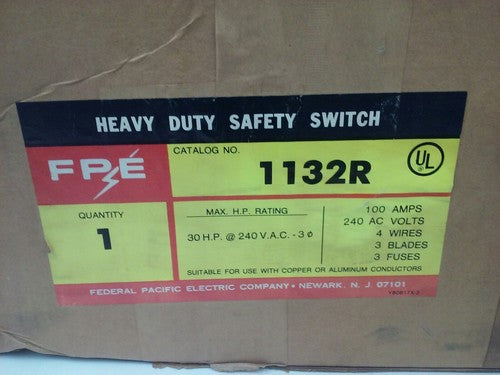 HEAVY DUTY SAFETY SWITCH
FPE
CATALOG NO.
1132R
UL
QUANTITY
1
MAX. H.P. RATING
30 H.P. @ 240 V.A.C. - 3 ø
100 AMPS
240 AC VOLTS
4 WIRES
3 BLADES
3 FUSES
SUITABLE FOR USE WITH COPPER OR ALUMINUM CONDUCTORS
FEDERAL PACIFIC ELECTRIC COMPANY • NEWARK, N. J 07101